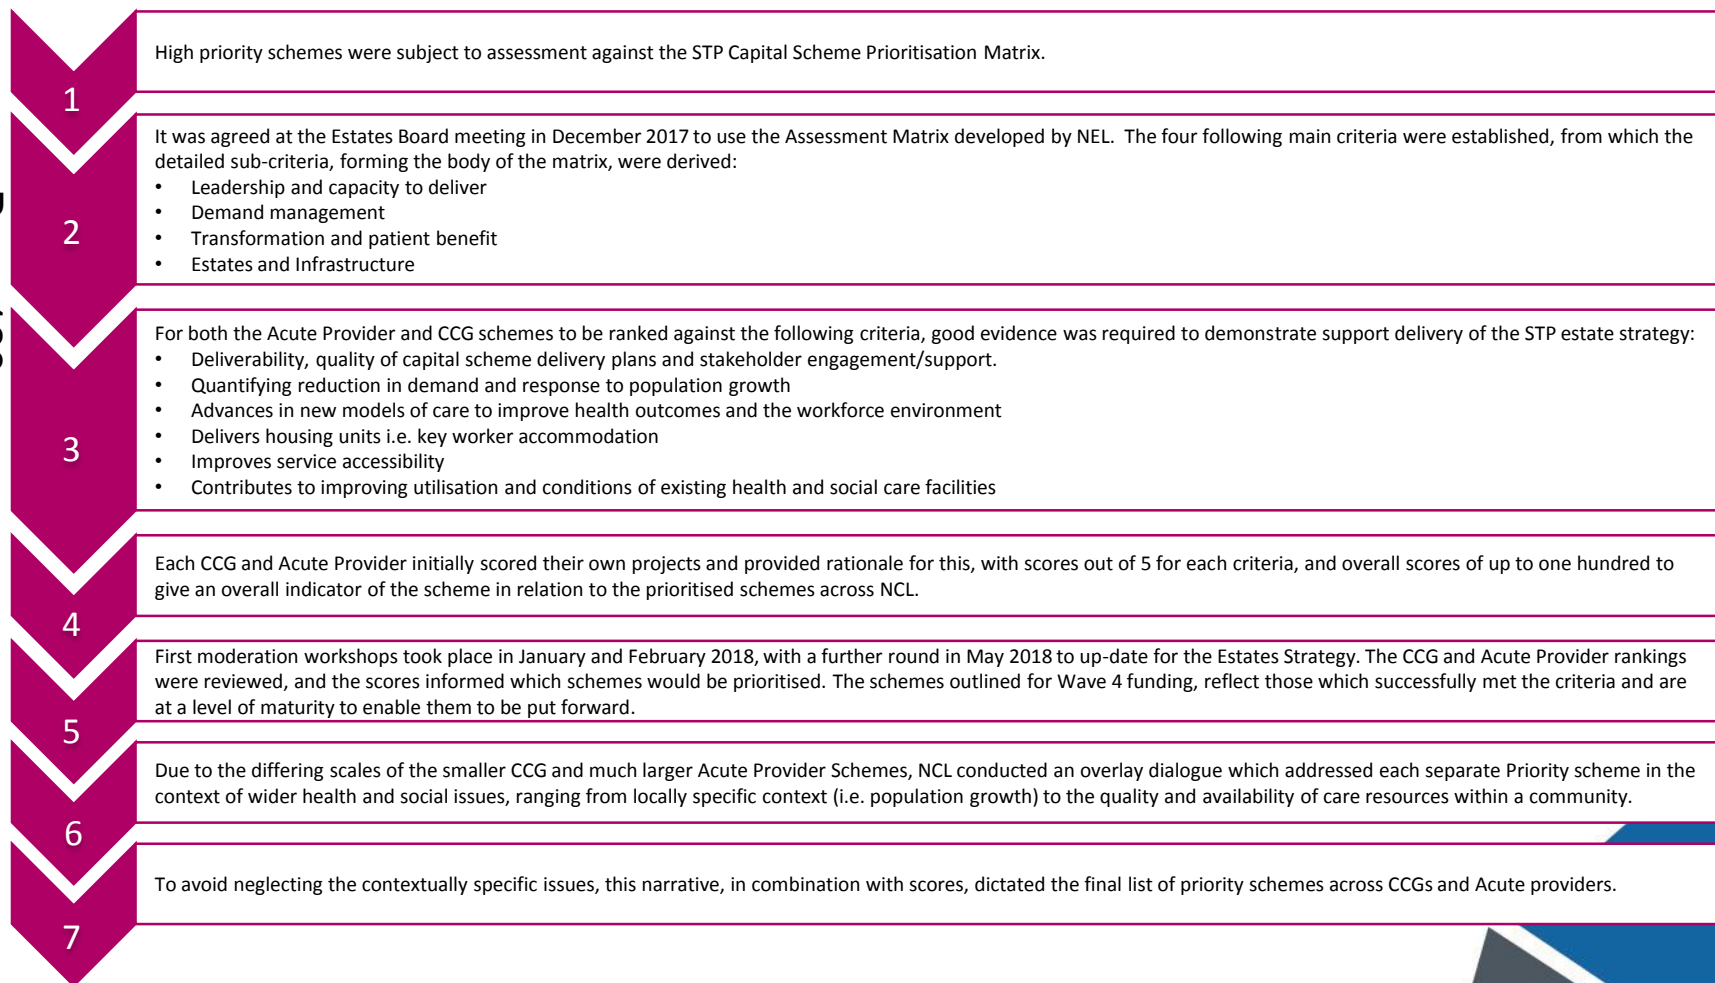 1
High priority schemes were subject to assessment against the STP Capital Scheme Prioritisation Matrix.
2
It was agreed at the Estates Board meeting in December 2017 to use the Assessment Matrix developed by NEL.  The four following main criteria were established, from which the
detailed sub-criteria, forming the body of the matrix, were derived:
• Leadership and capacity to deliver
• Demand management
• Transformation and patient benefit
• Estates and Infrastructure
3
For both the Acute Provider and CCG schemes to be ranked against the following criteria, good evidence was required to demonstrate support delivery of the STP estate strategy:
• Deliverability, quality of capital scheme delivery plans and stakeholder engagement/support.
• Quantifying reduction in demand and response to population growth
• Advances in new models of care to improve health outcomes and the workforce environment
• Delivers housing units i.e. key worker accommodation
• Improves service accessibility
• Contributes to improving utilisation and conditions of existing health and social care facilities
4
Each CCG and Acute Provider initially scored their own projects and provided rationale for this, with scores out of 5 for each criteria, and overall scores of up to one hundred to
give an overall indicator of the scheme in relation to the prioritised schemes across NCL.
5
First moderation workshops took place in January and February 2018, with a further round in May 2018 to up-date for the Estates Strategy. The CCG and Acute Provider rankings
were reviewed, and the scores informed which schemes would be prioritised. The schemes outlined for Wave 4 funding, reflect those which successfully met the criteria and are
at a level of maturity to enable them to be put forward.
6
Due to the differing scales of the smaller CCG and much larger Acute Provider Schemes, NCL conducted an overlay dialogue which addressed each separate Priority scheme in the
context of wider health and social issues, ranging from locally specific context (i.e. population growth) to the quality and availability of care resources within a community.
7
To avoid neglecting the contextually specific issues, this narrative, in combination with scores, dictated the final list of priority schemes across CCGs and Acute providers.